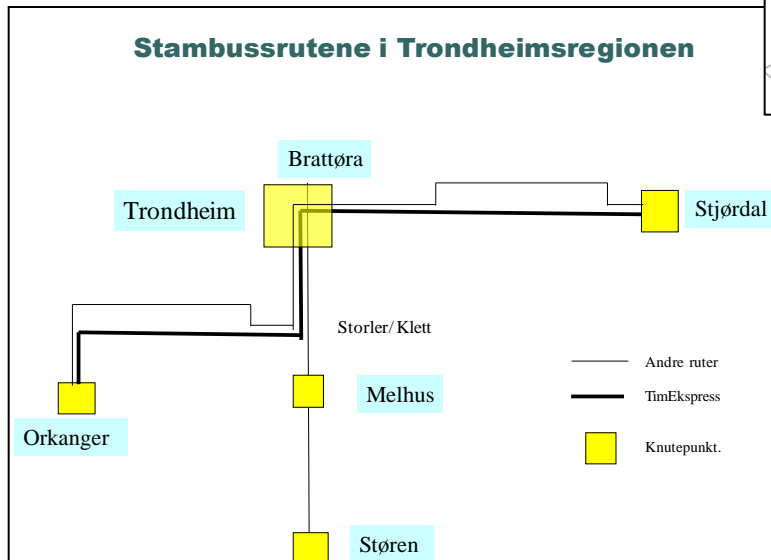 Stambussrutene i Trondheimsregionen
Brattøra
Trondheim
Stjørdal
Storler/Klett
Melhus
Orkanger
Støren
Andre ruter
TimEkspress
Knutepunkt.